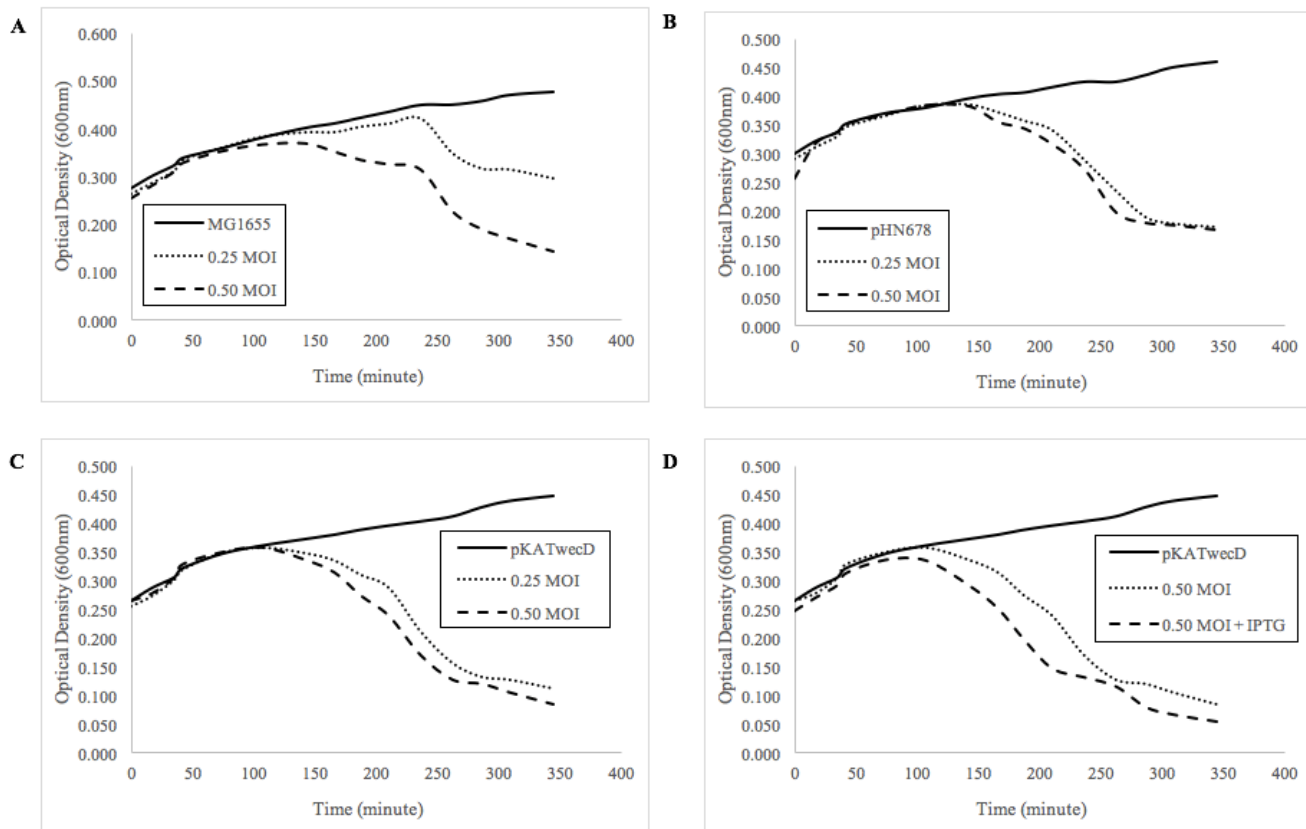 A
Optical Density (600nm)
0.600
0.500
0.400
0.300
0.200
0.100
0.000
MG1655
0.25 MOI
0.50 MOI
0 50 100 150 200 250 300 350 400
Time (minute)
B
Optical Density (600nm)
0.500
0.450
0.400
0.350
0.300
0.250
0.200
0.150
0.100
0.050
0.000
pHN678
0.25 MOI
0.50 MOI
0 50 100 150 200 250 300 350 400
Time (minute)
C
Optical Density (600nm)
0.500
0.450
0.400
0.350
0.300
0.250
0.200
0.150
0.100
0.050
0.000
pKATwecD
0.25 MOI
0.50 MOI
0 50 100 150 200 250 300 350 400
Time (minute)
D
Optical Density (600nm)
0.500
0.450
0.400
0.350
0.300
0.250
0.200
0.150
0.100
0.050
0.000
pKATwecD
0.50 MOI
0.50 MOI + IPTG
0 50 100 150 200 250 300 350 400
Time (minute)